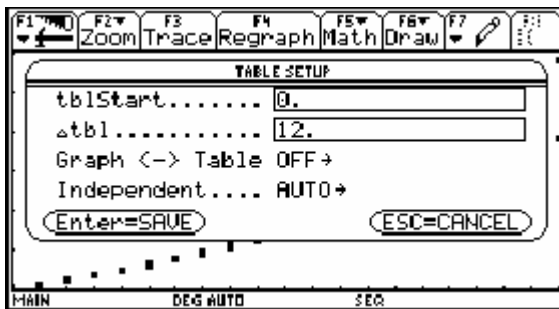 F1 F2 F3 F4 F5 F6 F7
Zoom Trace Regraph Math Draw
TABLE SETUP
tblStart....... 0.
△tbl........... 12.
Graph <-> Table OFF→
Independent.... AUTO→
Enter=SAVE ESC=CANCEL
MAIN DEG AUTO SEQ